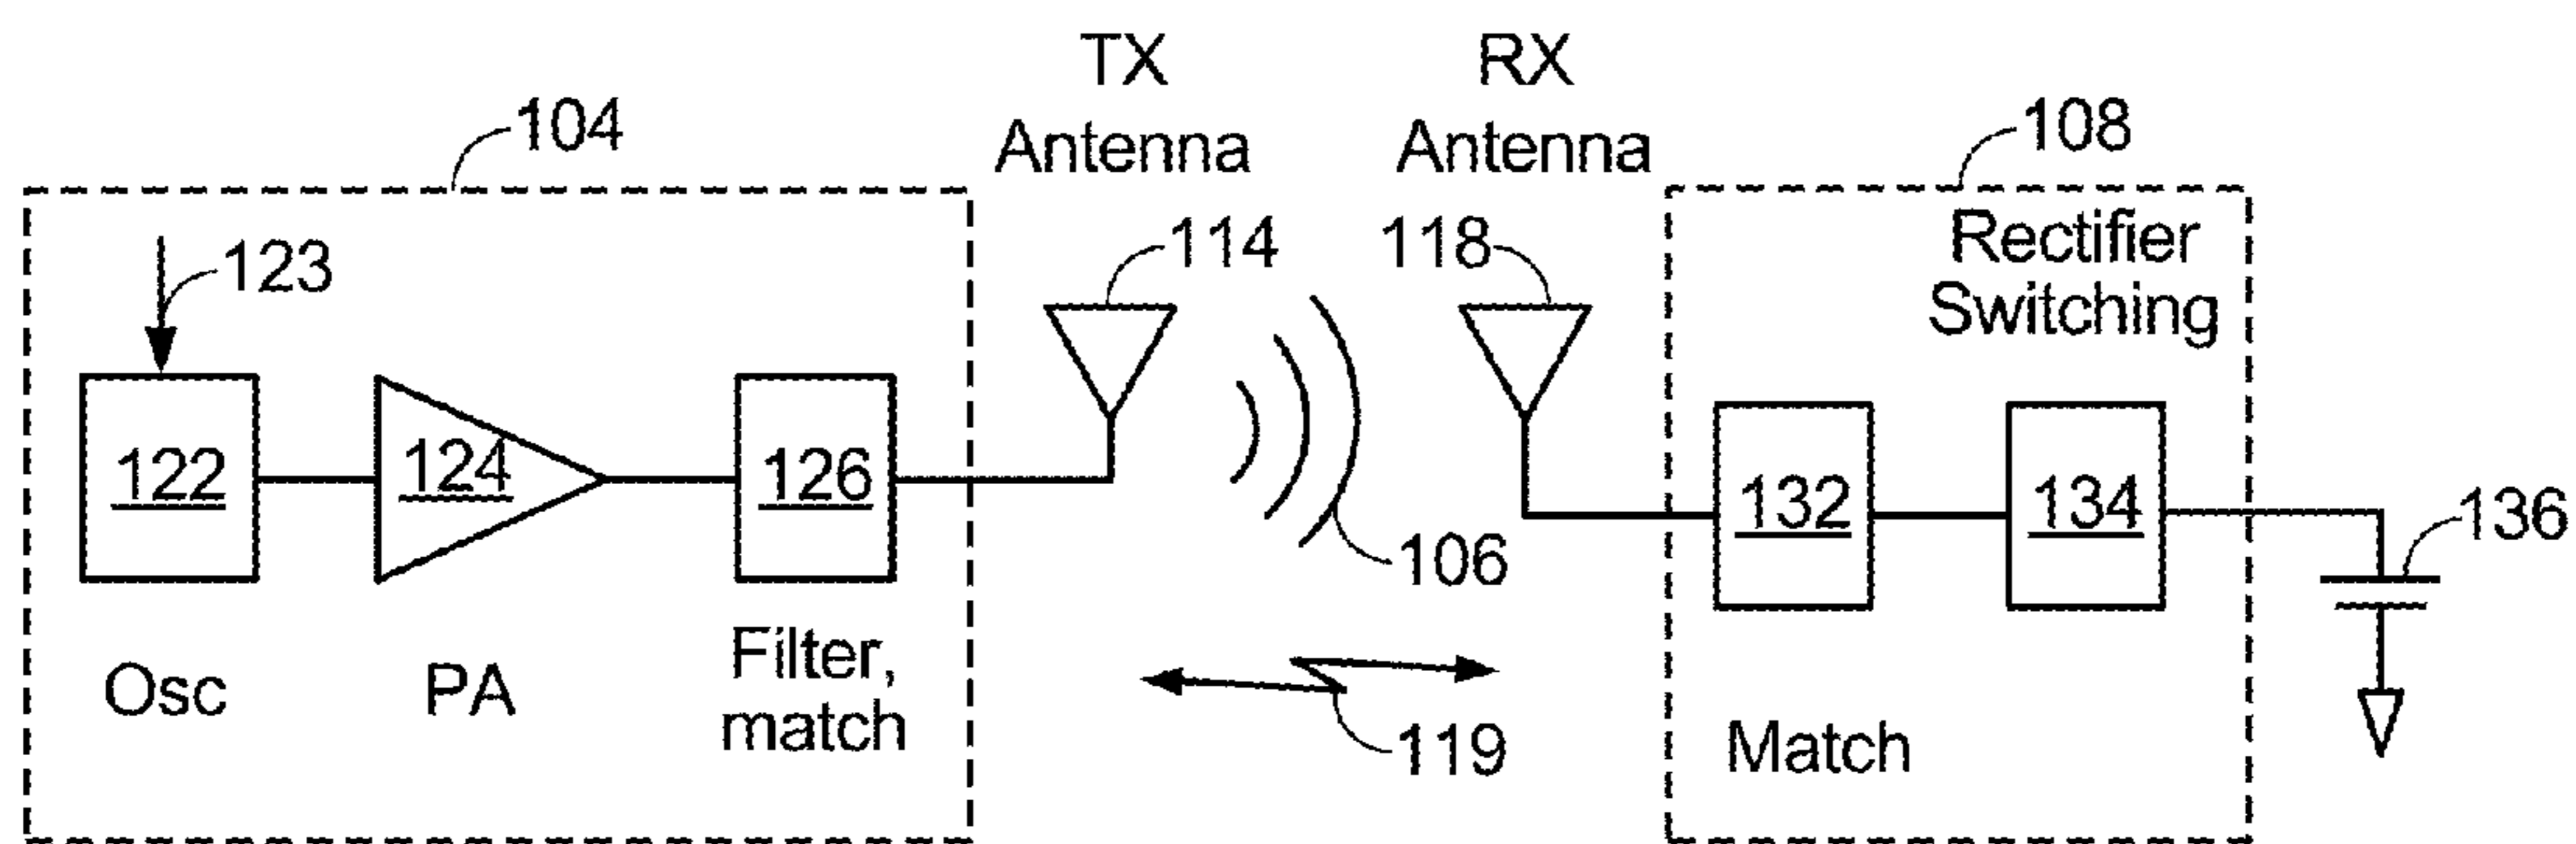 TX
Antenna
RX
Antenna
104
108
Rectifier
Switching
123
114
118
122
124
126
132
134
136
106
Osc
PA
Filter,
match
119
Match